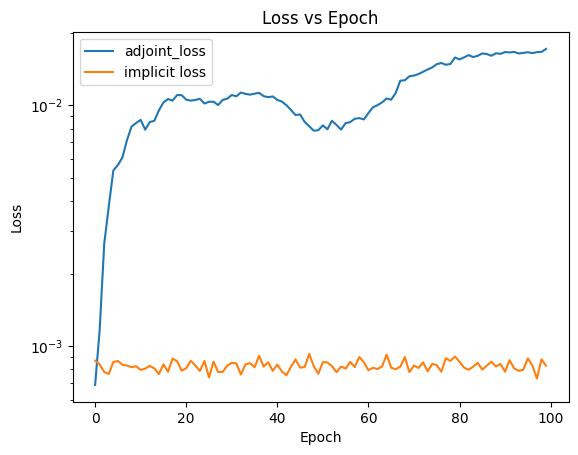 Loss vs Epoch
adjoint_loss
implicit loss
10⁻²
10⁻³
Loss
0 20 40 60 80 100
Epoch